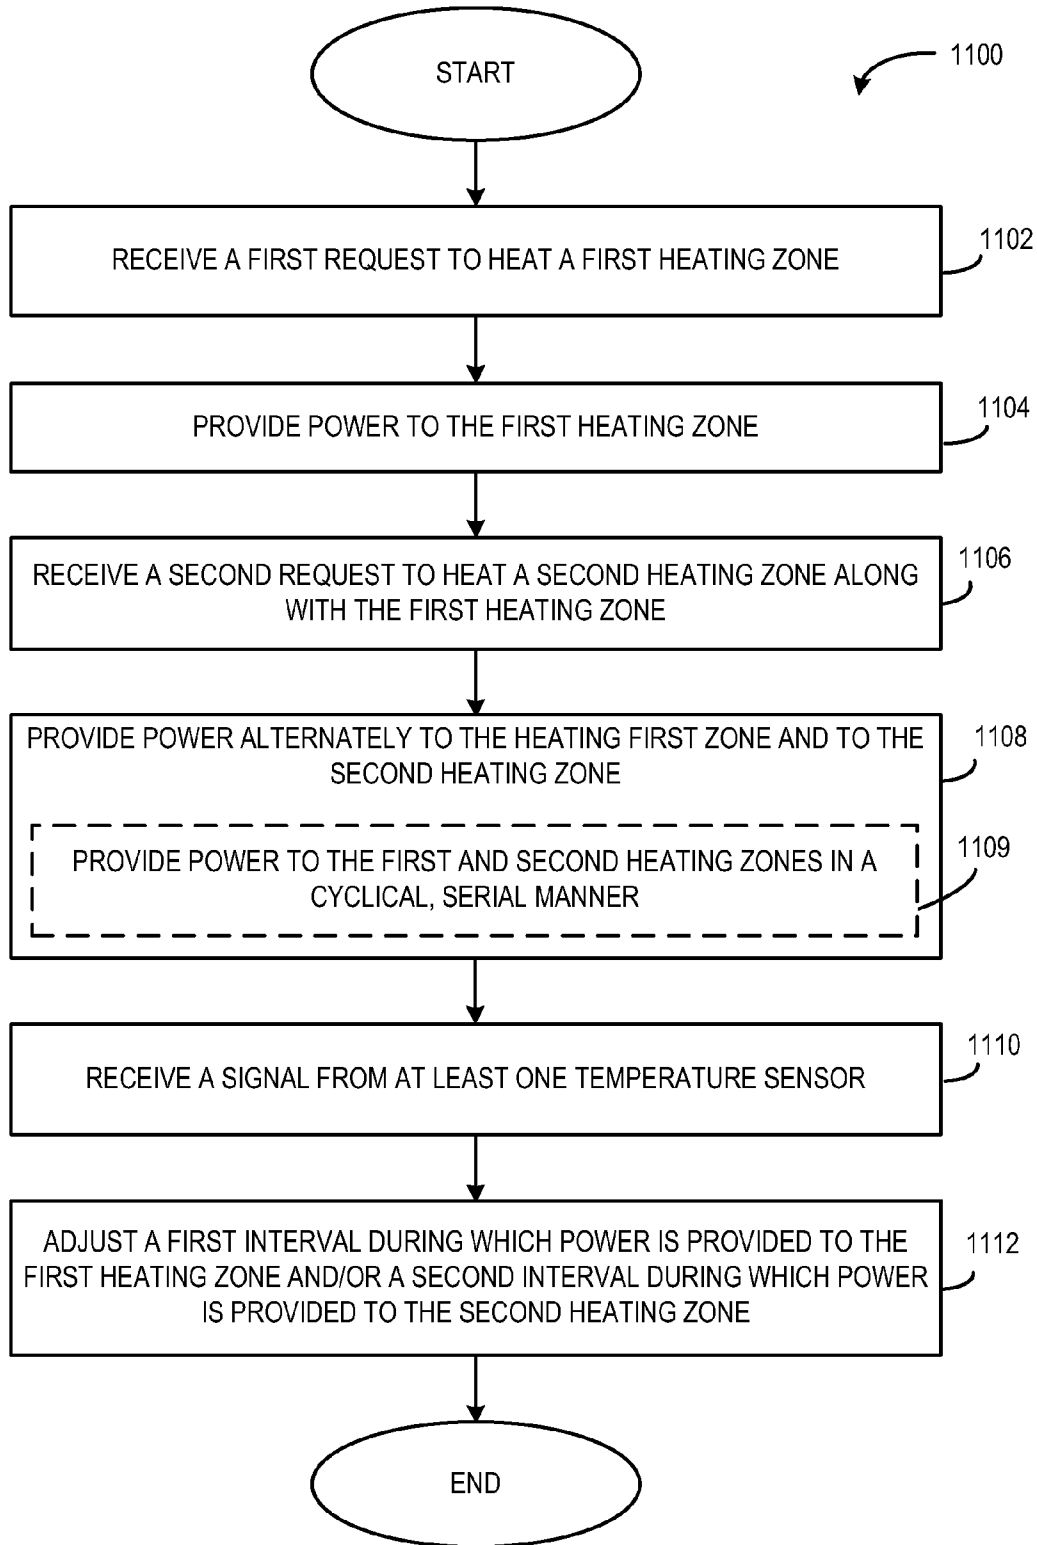 START
1100
RECEIVE A FIRST REQUEST TO HEAT A FIRST HEATING ZONE
1102
PROVIDE POWER TO THE FIRST HEATING ZONE
1104
RECEIVE A SECOND REQUEST TO HEAT A SECOND HEATING ZONE ALONG
WITH THE FIRST HEATING ZONE
1106
PROVIDE POWER ALTERNATELY TO THE HEATING FIRST ZONE AND TO THE
SECOND HEATING ZONE
1108
PROVIDE POWER TO THE FIRST AND SECOND HEATING ZONES IN A
CYCLICAL, SERIAL MANNER
1109
RECEIVE A SIGNAL FROM AT LEAST ONE TEMPERATURE SENSOR
1110
ADJUST A FIRST INTERVAL DURING WHICH POWER IS PROVIDED TO THE
FIRST HEATING ZONE AND/OR A SECOND INTERVAL DURING WHICH POWER
IS PROVIDED TO THE SECOND HEATING ZONE
1112
END